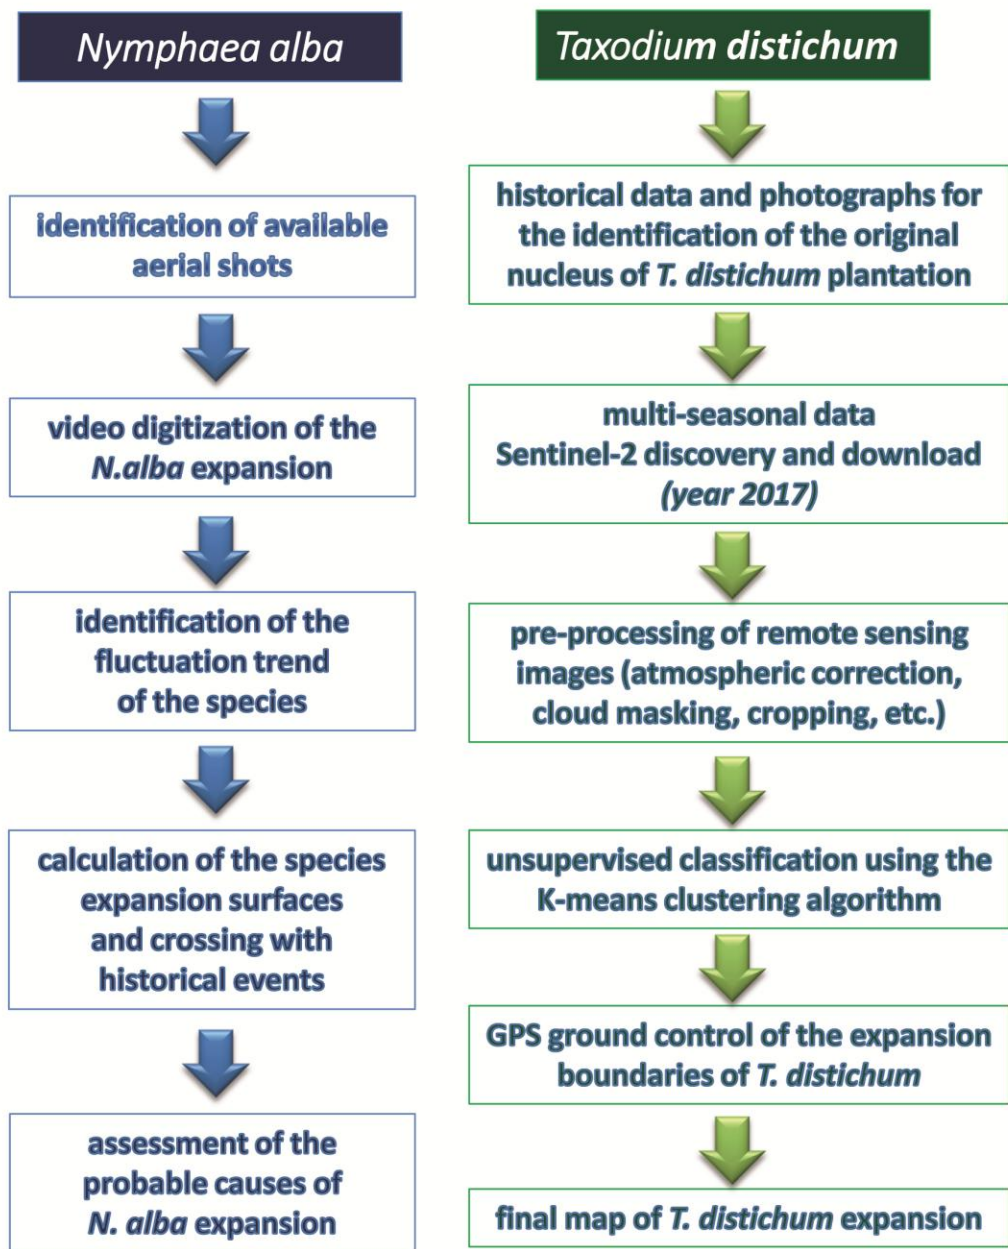 Nymphaea alba
identification of available
aerial shots
video digitization of the
N.alba expansion
identification of the
fluctuation trend
of the species
calculation of the species
expansion surfaces
and crossing with
historical events
assessment of the
probable causes of
N. alba expansion
Taxodium distichum
historical data and photographs for
the identification of the original
nucleus of T. distichum plantation
multi-seasonal data
Sentinel-2 discovery and download
(year 2017)
pre-processing of remote sensing
images (atmospheric correction,
cloud masking, cropping, etc.)
unsupervised classification using the
K-means clustering algorithm
GPS ground control of the expansion
boundaries of T. distichum
final map of T. distichum expansion